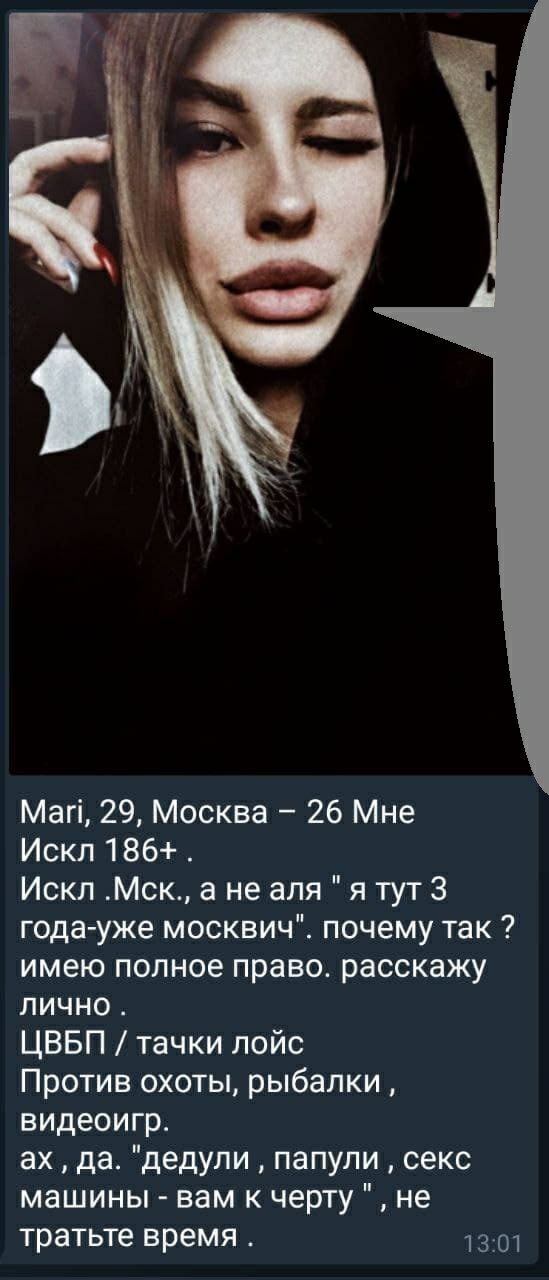 Mari, 29, Москва – 26 Мне
Искл 186+ .
Искл .Мск., а не аля " я тут 3
года-уже москвич". почему так ?
имею полное право. расскажу
лично .
ЦВБП / тачки лойс
Против охоты, рыбалки ,
видеоигр.
ах , да. "дедули , папули , секс
машины - вам к черту " , не
тратьте время .
13:01